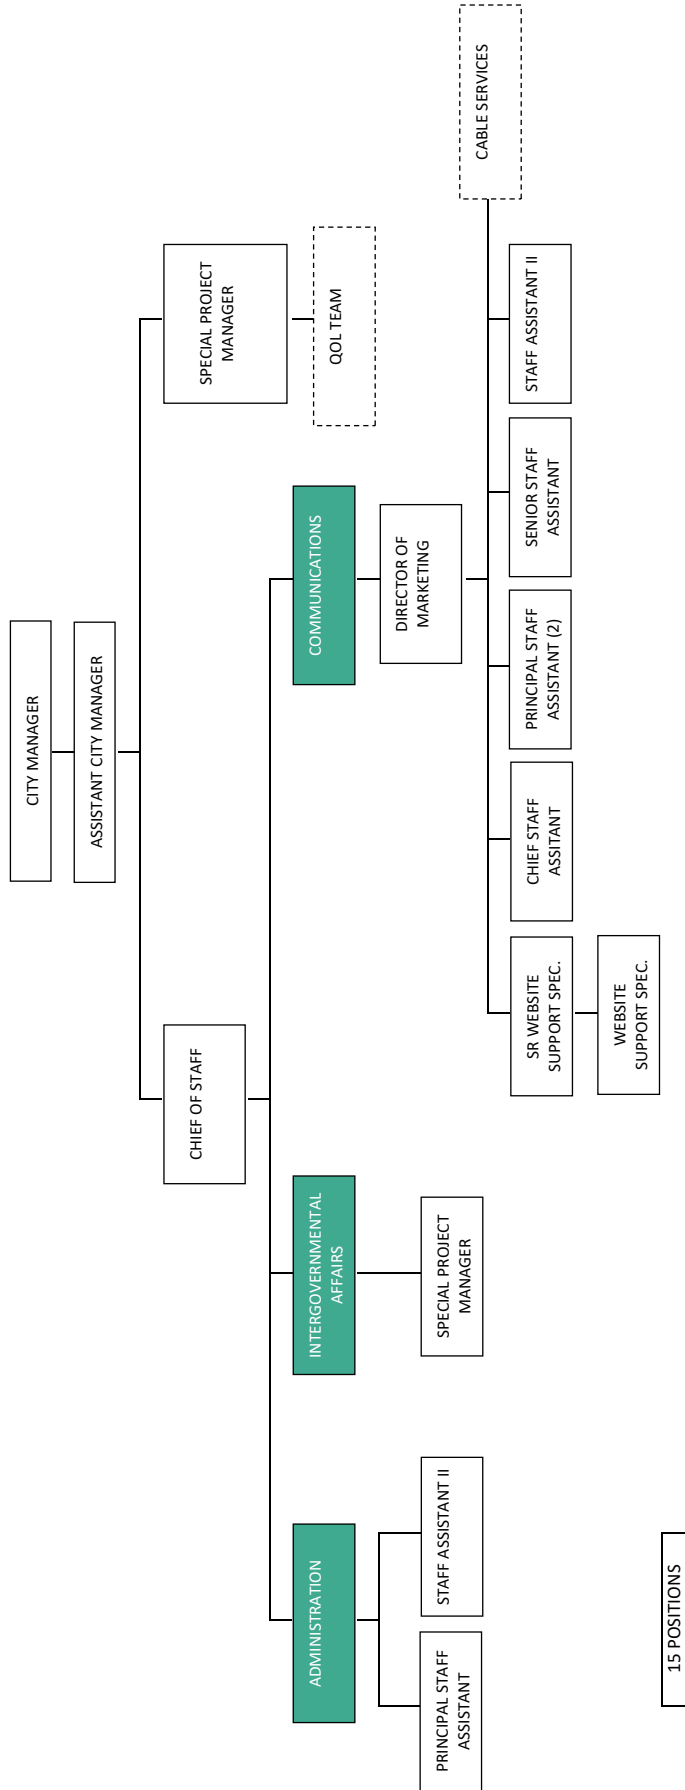 CITY MANAGER
ASSISTANT CITY MANAGER
CHIEF OF STAFF
SPECIAL PROJECT
MANAGER
QOL TEAM
ADMINISTRATION
INTERGOVERNMENTAL
AFFAIRS
COMMUNICATIONS
DIRECTOR OF
MARKETING
PRINCIPAL STAFF
ASSISTANT
STAFF ASSISTANT II
SPECIAL PROJECT
MANAGER
CABLE SERVICES
SR WEBSITE
SUPPORT SPEC.
CHIEF STAFF
ASSITANT
PRINCIPAL STAFF
ASSISTANT (2)
SENIOR STAFF
ASSISTANT
STAFF ASSISTANT II
WEBSITE
SUPPORT SPEC.
15 POSITIONS